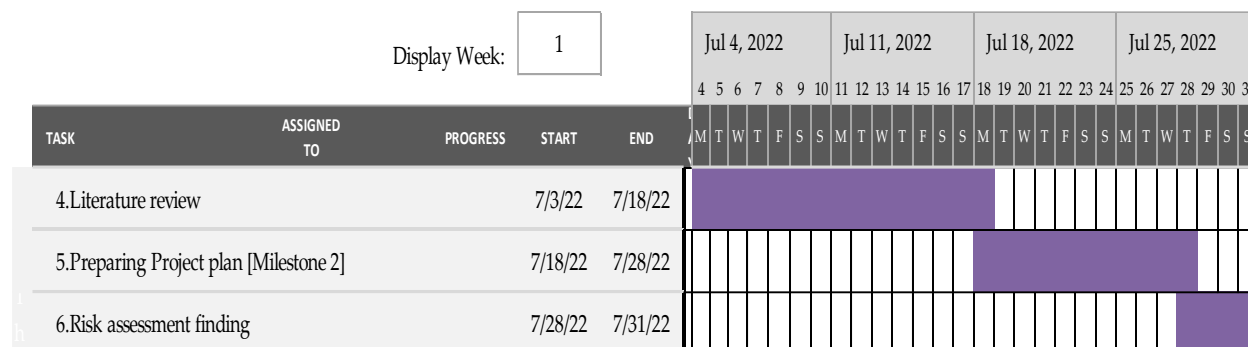 Display Week: 1 Jul 4, 2022 Jul 11, 2022 Jul 18, 2022 Jul 25, 2022
4 5 6 7 8 9 10 11 12 13 14 15 16 17 18 19 20 21 22 23 24 25 26 27 28 29 30
TASK ASSIGNED TO PROGRESS START END M T W T F S S M T W T F S S M T W T F S S M T W T F S S
4.Literature review 7/3/22 7/18/22
5.Preparing Project plan [Milestone 2] 7/18/22 7/28/22
6.Risk assessment finding 7/28/22 7/31/22